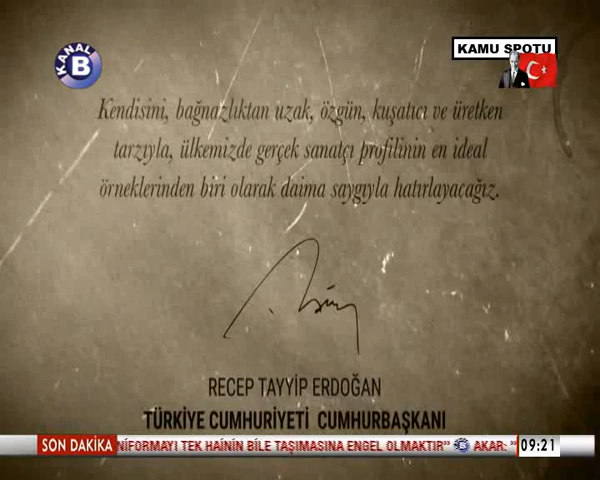 KANAL B
KAMU SPOTU
Kendisini, bağnazlıktan uzak, özgün, kuşatıcı ve üretken
tarzıyla, ülkemizde gerçek sanatçı profilinin en ideal
örneklerinden biri olarak daima saygıyla hatırlayacağız.
RECEP TAYYİP ERDOĞAN
TÜRKİYE CUMHURİYETİ CUMHURBAŞKANI
SON DAKİKA NİFORMAYI TEK HAİNİN BİLE TAŞIMASINA ENGEL OLMAKTIR" B AKAR: " 09:21